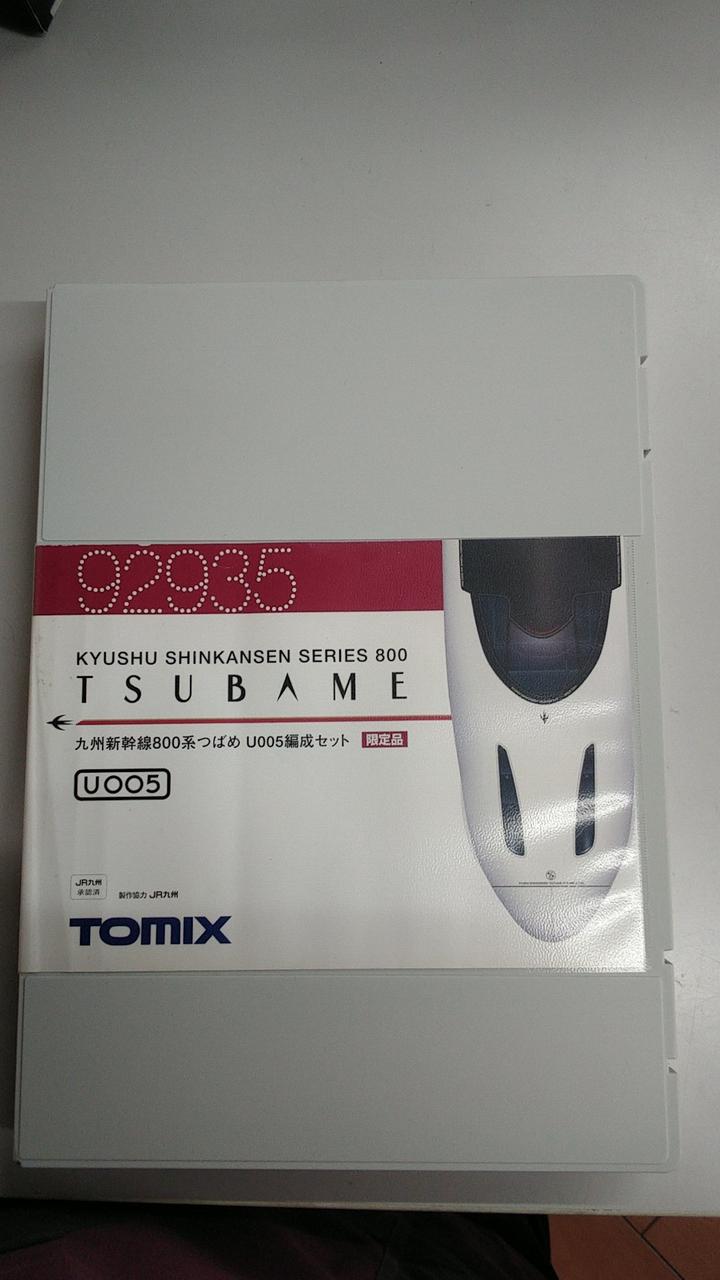 92935
KYUSHU SHINKANSEN SERIES 800
TSUBAME
九州新幹線800系つばめ U005編成セット 限定品
U005
JR九州
承認済
製作協力 JR九州
TOMIX